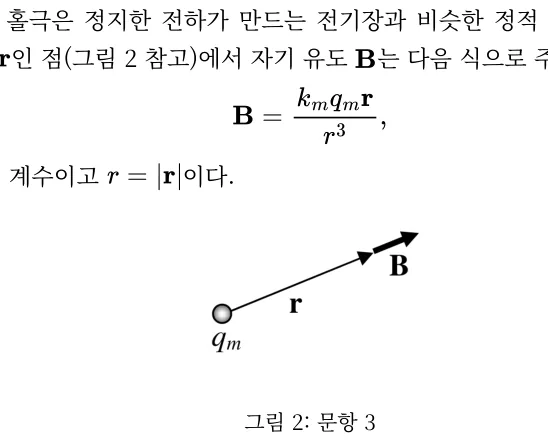 홀극은 정지한 전하가 만드는 전기장과 비슷한 정적
r인 점(그림 2 참고)에서 자기 유도 B는 다음 식으로
B = k_m q_m r / r^3,
계수이고 r = |r|이다.
B
r
q_m
그림 2: 문항 3